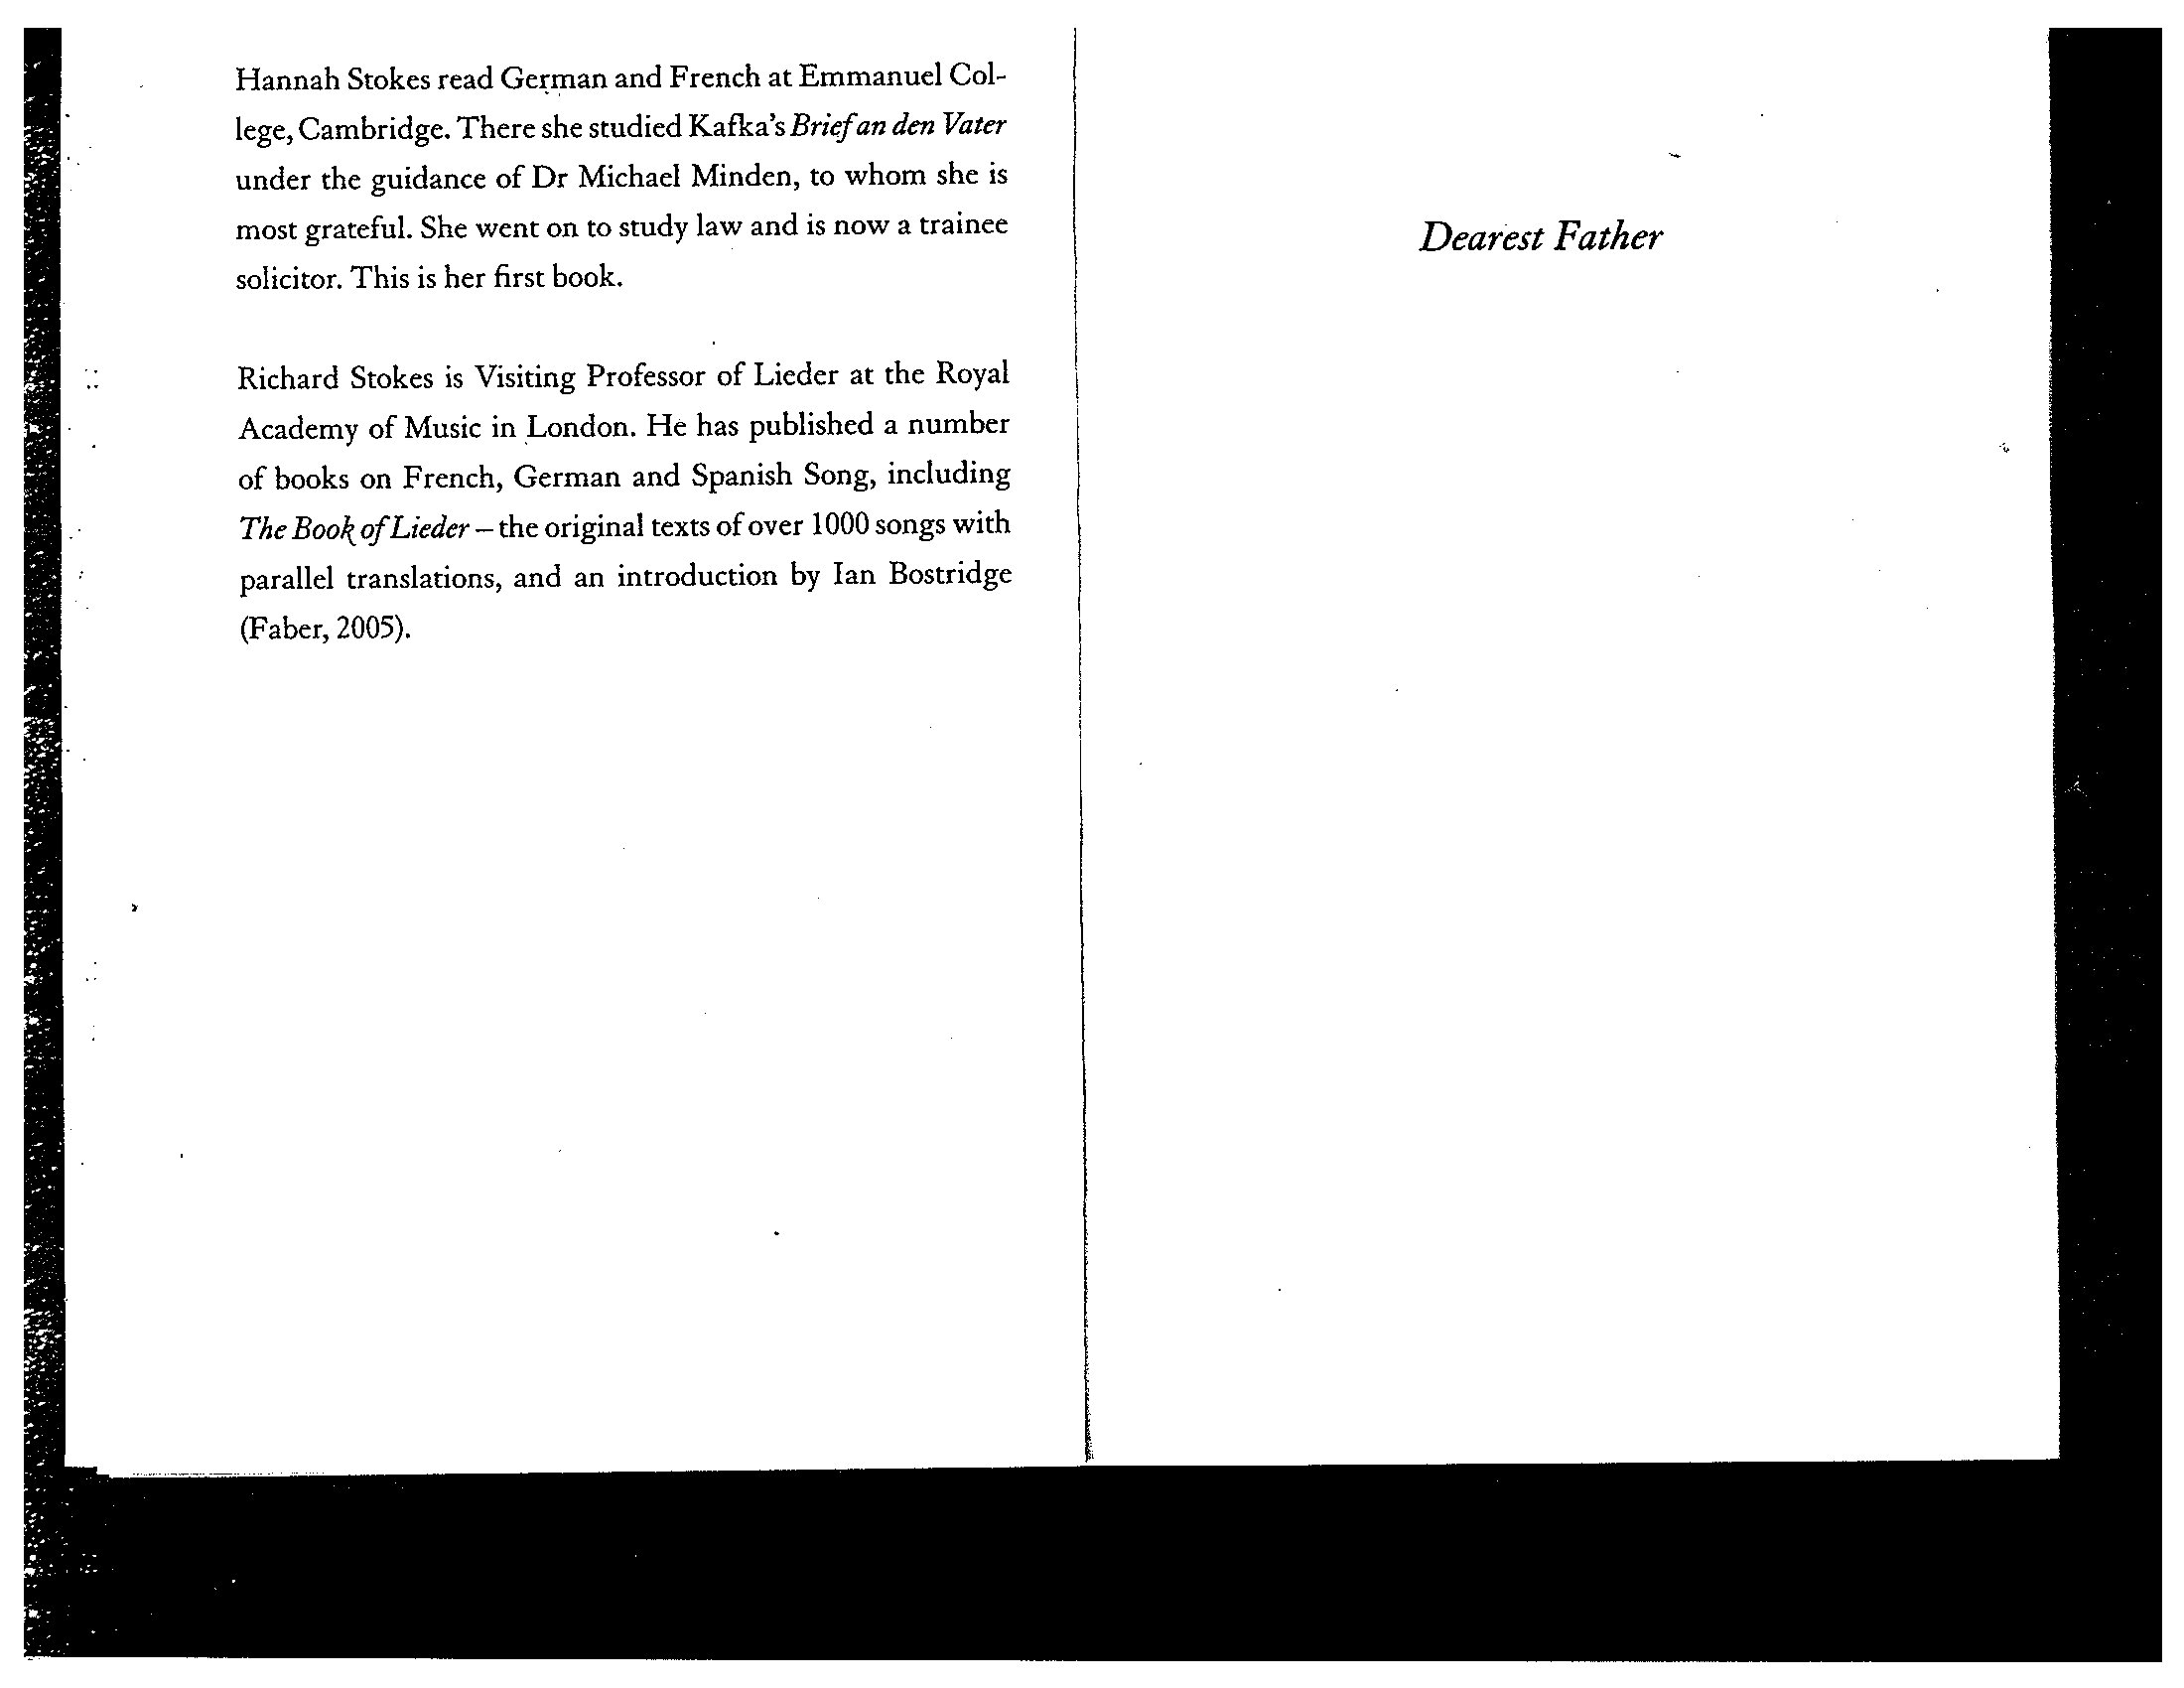 Hannah Stokes read German and French at Emmanuel Col-
lege, Cambridge. There she studied Kafka's Brief an den Vater
under the guidance of Dr Michael Minden, to whom she is
most grateful. She went on to study law and is now a trainee
solicitor. This is her first book.
Richard Stokes is Visiting Professor of Lieder at the Royal
Academy of Music in London. He has published a number
of books on French, German and Spanish Song, including
The Book of Lieder – the original texts of over 1000 songs with
parallel translations, and an introduction by Ian Bostridge
(Faber, 2005).
Dearest Father